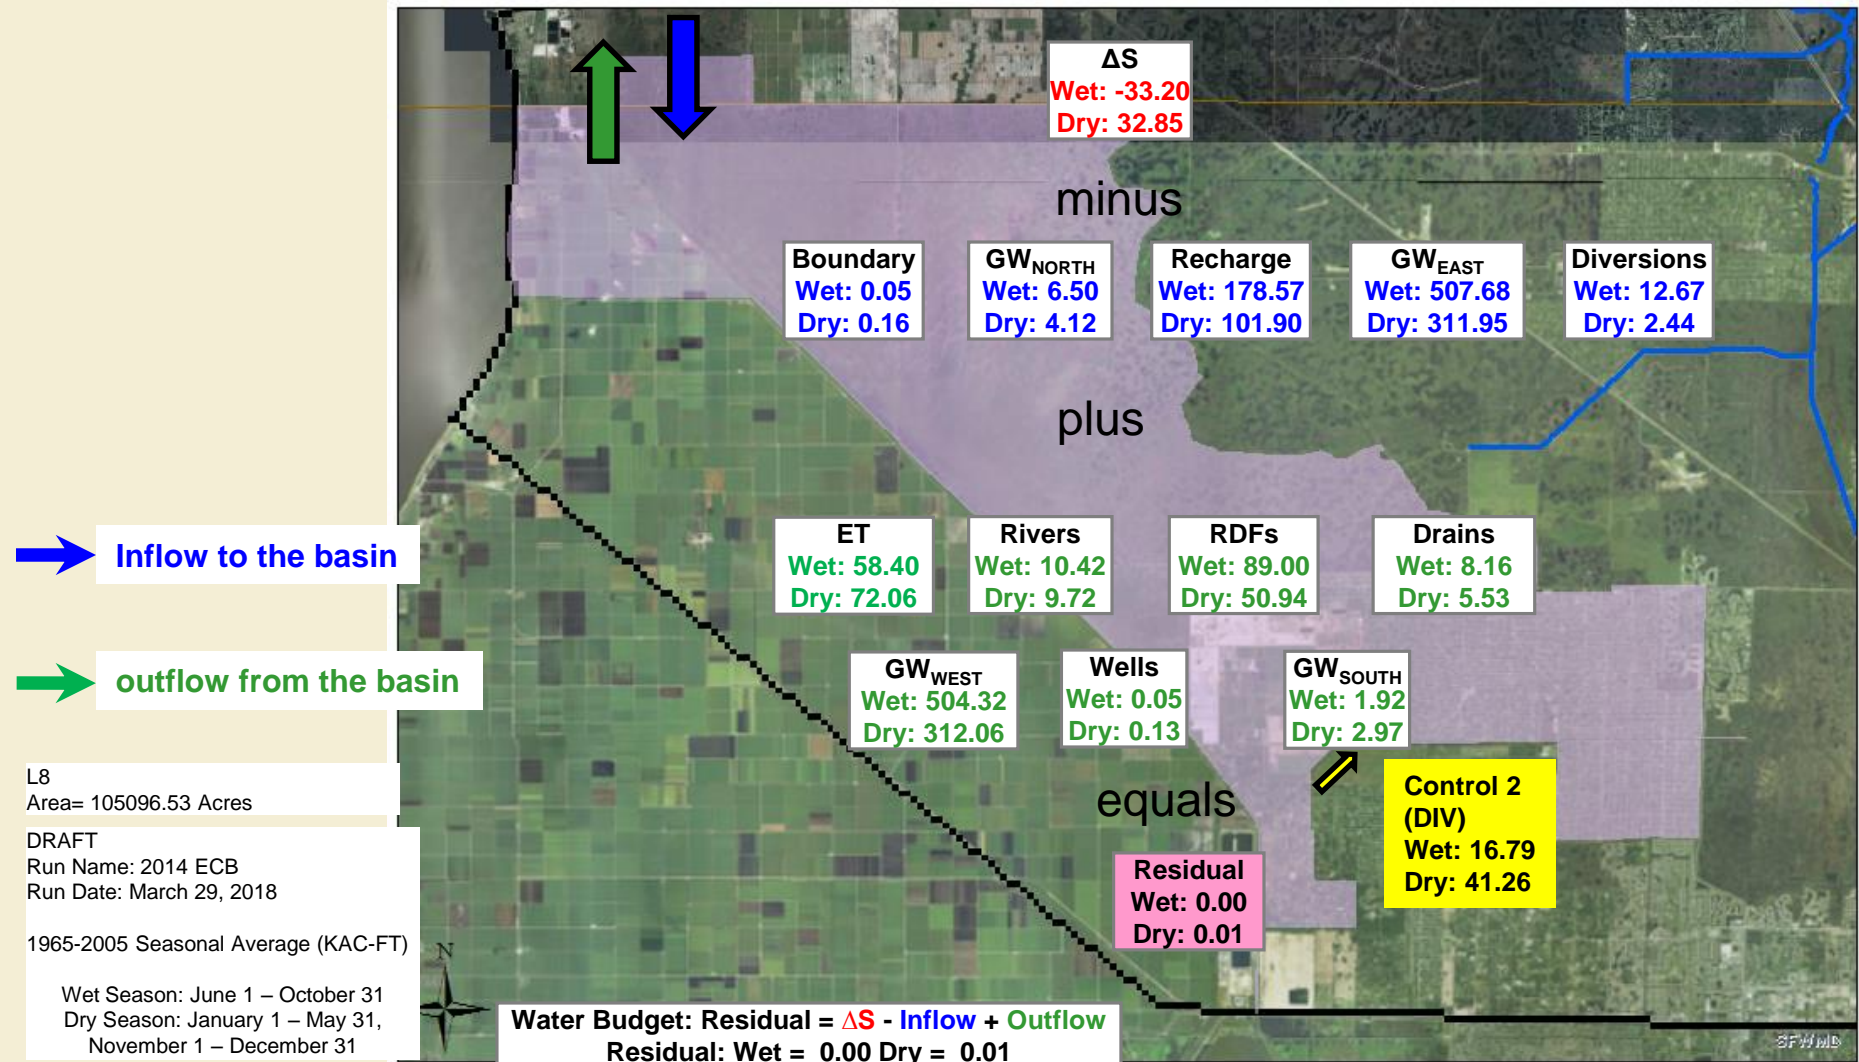 ΔS
Wet: -33.20
Dry: 32.85
minus
Boundary
Wet: 0.05
Dry: 0.16
GW NORTH
Wet: 6.50
Dry: 4.12
Recharge
Wet: 178.57
Dry: 101.90
GW EAST
Wet: 507.68
Dry: 311.95
Diversions
Wet: 12.67
Dry: 2.44
plus
ET
Wet: 58.40
Dry: 72.06
Rivers
Wet: 10.42
Dry: 9.72
RDFs
Wet: 89.00
Dry: 50.94
Drains
Wet: 8.16
Dry: 5.53
Inflow to the basin
outflow from the basin
GW WEST
Wet: 504.32
Dry: 312.06
Wells
Wet: 0.05
Dry: 0.13
GW SOUTH
Wet: 1.92
Dry: 2.97
equals
Control 2
(DIV)
Wet: 16.79
Dry: 41.26
Residual
Wet: 0.00
Dry: 0.01
L8
Area= 105096.53 Acres
DRAFT
Run Name: 2014 ECB
Run Date: March 29, 2018
1965-2005 Seasonal Average (KAC-FT)
Wet Season: June 1 – October 31
Dry Season: January 1 – May 31,
November 1 – December 31
N
Water Budget: Residual = ΔS - Inflow + Outflow
Residual: Wet = 0.00 Dry = 0.01
SFWMD